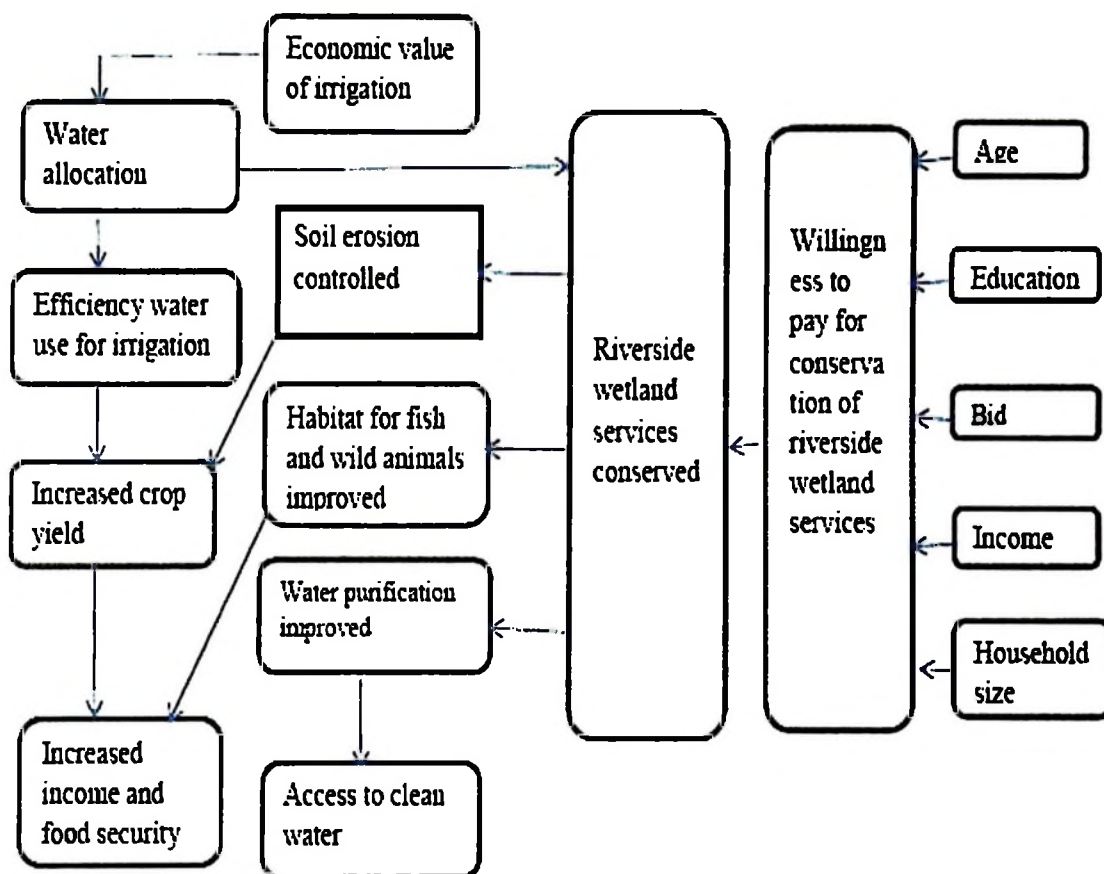 Economic value
of irrigation
Water
allocation
Efficiency water
use for irrigation
Increased crop
yield
Increased
income and
food security
Soil erosion
controlled
Habitat for fish
and wild animals
improved
Water purification
improved
Access to clean
water
Riverside
wetland
services
conserved
Willingn
ess to
pay for
conserva
tion of
riverside
wetland
services
Age
Education
Bid
Income
Household
size